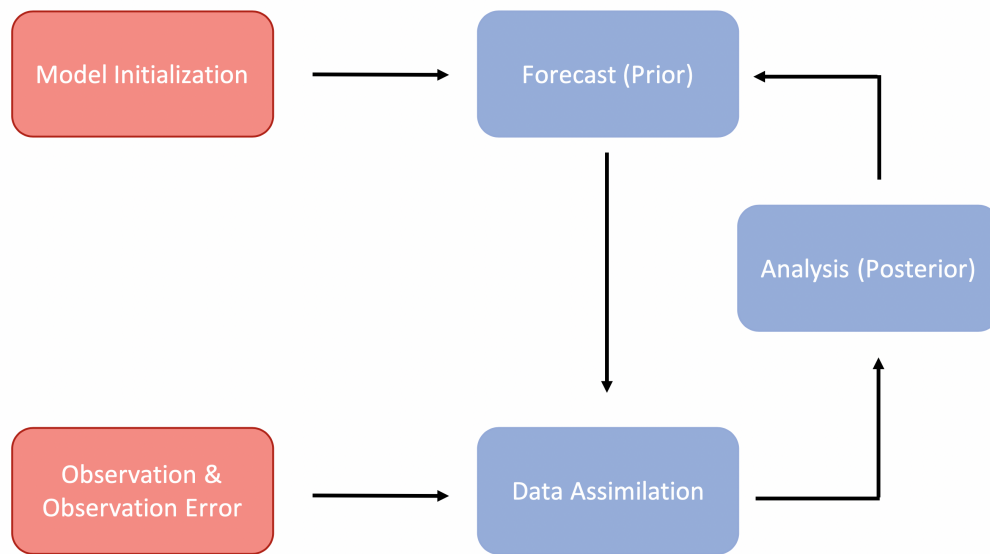 Model Initialization
Forecast (Prior)
Analysis (Posterior)
Observation &
Observation Error
Data Assimilation